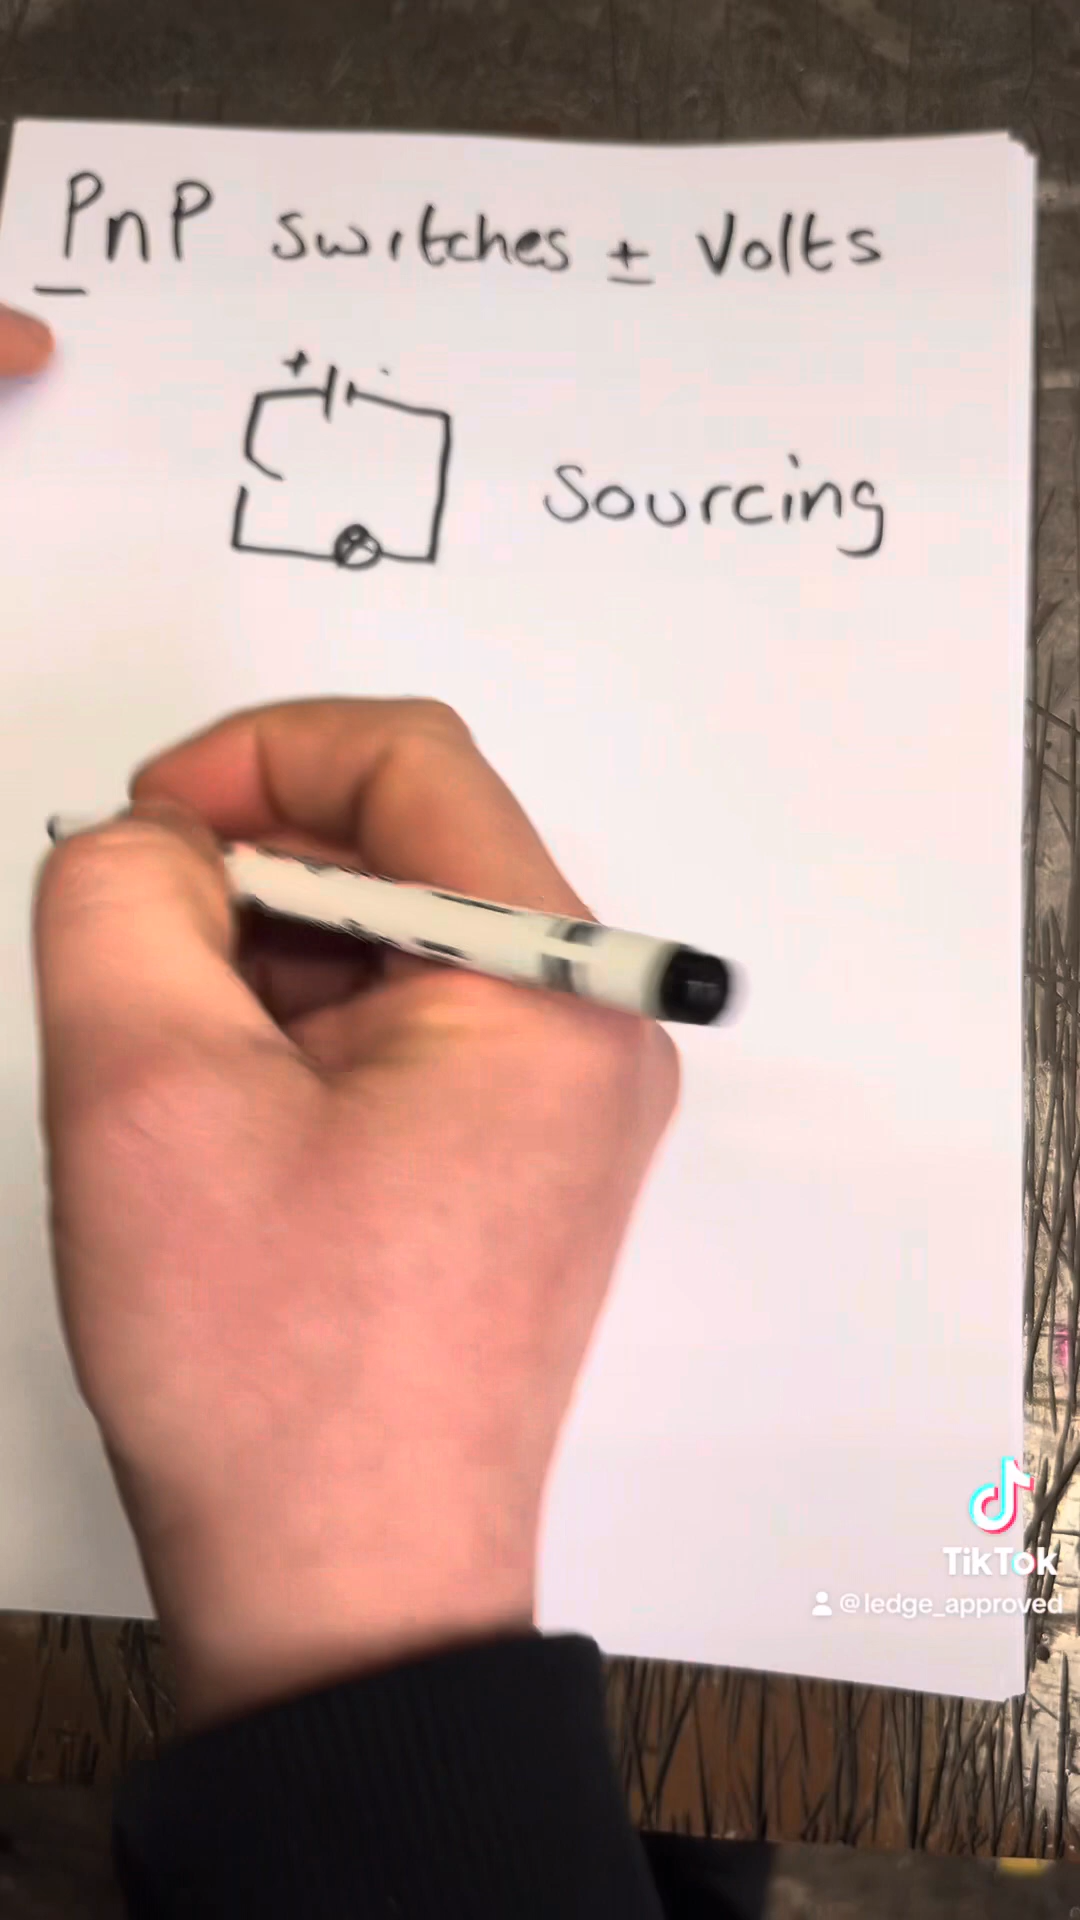 PnP switches ± Volts
+ -
Sourcing
TikTok
@ledge_approved